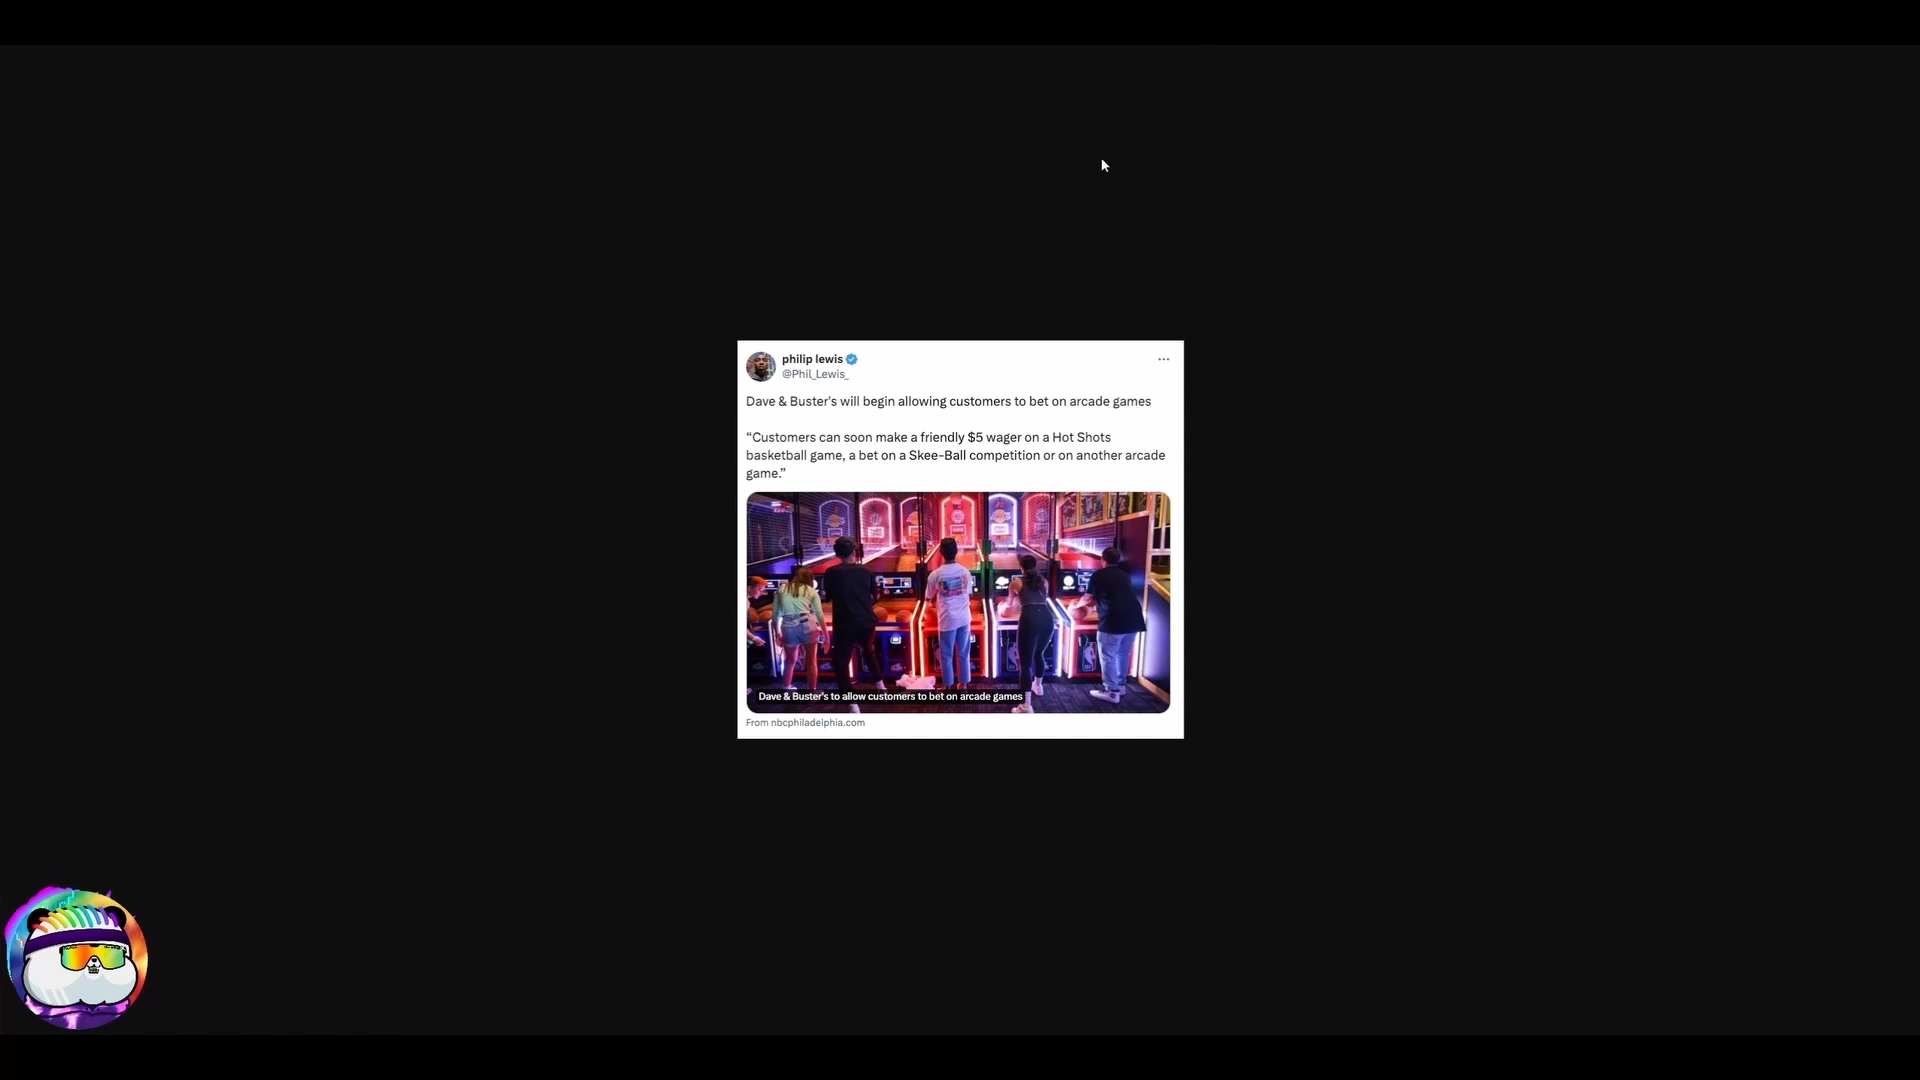 philip lewis
@Phil_Lewis_
Dave & Buster's will begin allowing customers to bet on arcade games
“Customers can soon make a friendly $5 wager on a Hot Shots
basketball game, a bet on a Skee-Ball competition or on another arcade
game.”
Dave & Buster's to allow customers to bet on arcade games
From nbcphiladelphia.com